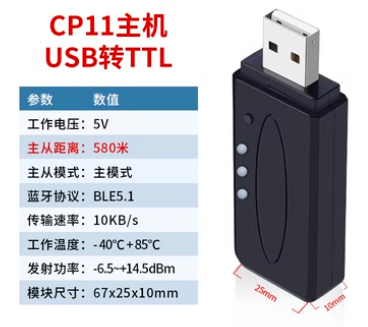 CP11主机
USB转TTL
参数 数值
工作电压: 5V
主从距离: 580米
主从模式: 主模式
蓝牙协议: BLE5.1
传输速率: 10KB/s
工作温度: -40℃+85℃
发射功率: -6.5~+14.5dBm
模块尺寸: 67x25x10mm
25mm
10mm